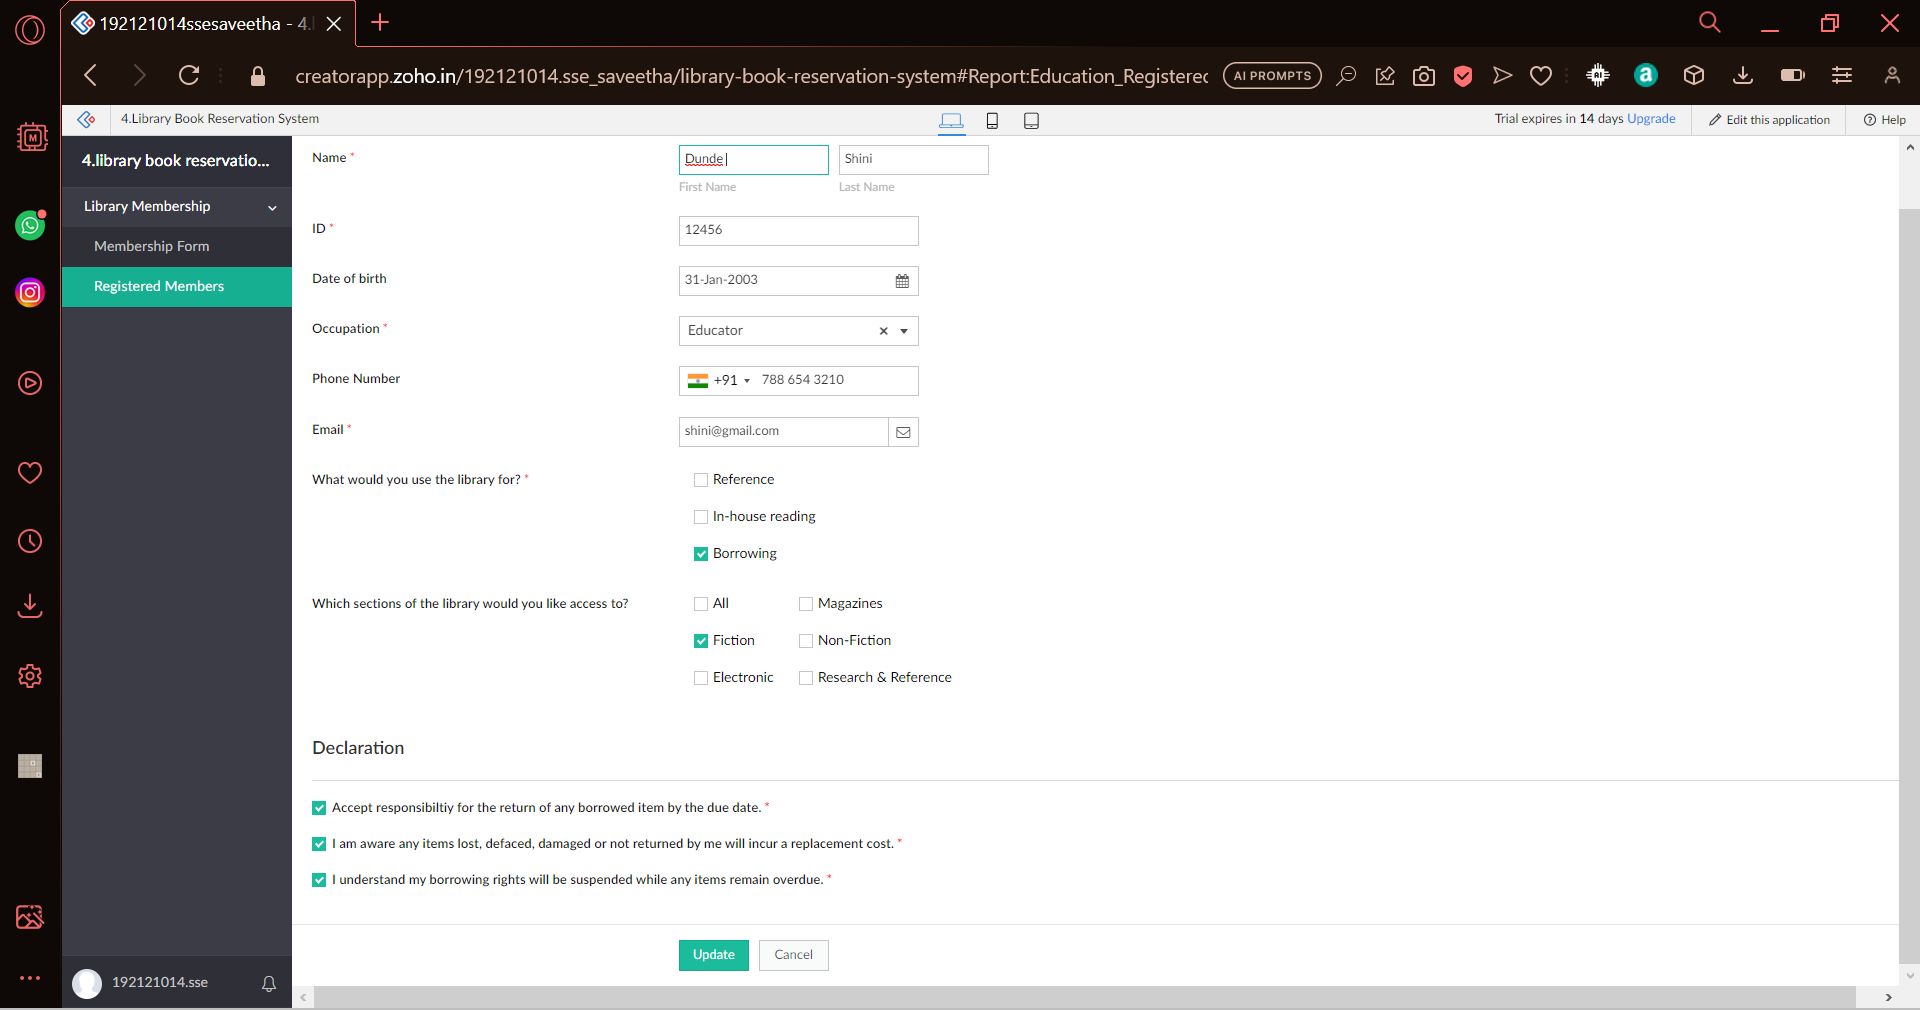 192121014ssesaveetha - 4.l
creatorapp.zoho.in/192121014.sse_saveetha/library-book-reservation-system#Report:Education_Registered
AI PROMPTS
4.Library Book Reservation System
Trial expires in 14 days Upgrade
Edit this application
Help
4.library book reservatio...
Library Membership
Membership Form
Registered Members
192121014.sse
Name *
Dunde
Shini
First Name
Last Name
ID *
12456
Date of birth
31-Jan-2003
Occupation *
Educator
Phone Number
+91
788 654 3210
Email *
shini@gmail.com
What would you use the library for? *
Reference
In-house reading
Borrowing
Which sections of the library would you like access to?
All
Magazines
Fiction
Non-Fiction
Electronic
Research & Reference
Declaration
Accept responsibiltiy for the return of any borrowed item by the due date. *
I am aware any items lost, defaced, damaged or not returned by me will incur a replacement cost. *
I understand my borrowing rights will be suspended while any items remain overdue. *
Update
Cancel